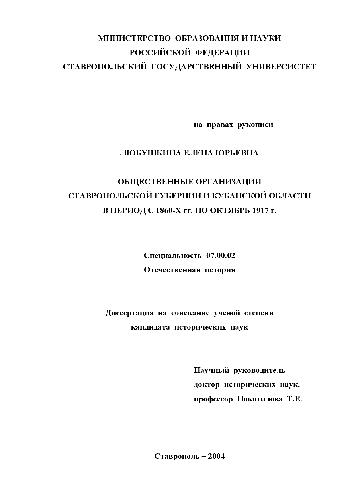 МИНИСТЕРСТВО ОБРАЗОВАНИЯ И НАУКИ
РОССИЙСКОЙ ФЕДЕРАЦИИ
СТАВРОПОЛЬСКИЙ ГОСУДАРСТВЕННЫЙ УНИВЕРСИТЕТ
на правах рукописи
ЛЮБУШКИНА ЕЛЕНА ЮРЬЕВНА
ОБЩЕСТВЕННЫЕ ОРГАНИЗАЦИИ
СТАВРОПОЛЬСКОЙ ГУБЕРНИИ И КУБАНСКОЙ ОБЛАСТИ
В ПЕРИОД С 1860-Х гг. ПО ОКТЯБРЬ 1917 г.
Специальность 07.00.02
Отечественная история
Диссертация на соискание ученой степени
кандидата исторических наук
Научный руководитель
доктор исторических наук,
профессор Т.Е.
Ставрополь – 2004